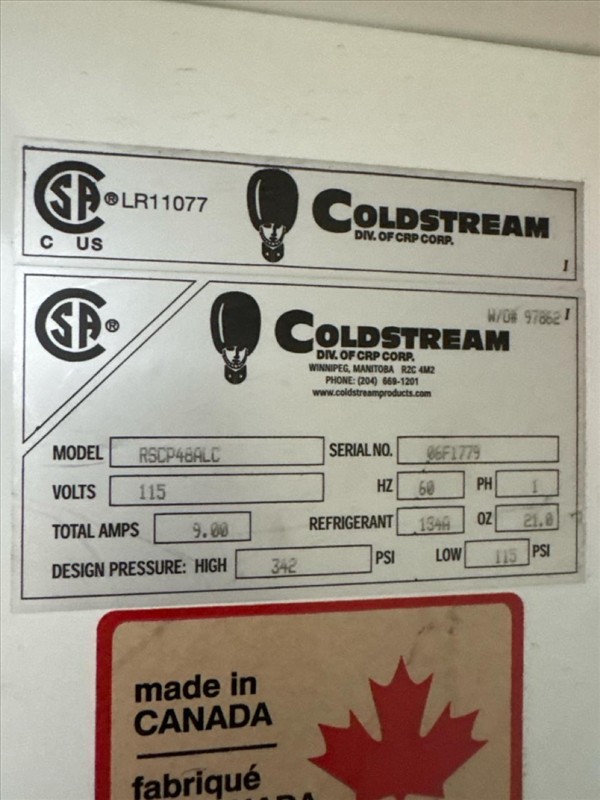 SA ® LR11077
C US
COLDSTREAM
DIV. OF CRP CORP.
I
SA ®
W/O# 97862 I
COLDSTREAM
DIV. OF CRP CORP.
WINNIPEG, MANITOBA R2C 4M2
PHONE: (204) 669-1201
www.coldstreamproducts.com
MODEL RSCP48ALC SERIAL NO. 06F1779
VOLTS 115 HZ 60 PH 1
TOTAL AMPS 9.00 REFRIGERANT 134A OZ 21.0
DESIGN PRESSURE: HIGH 342 PSI LOW 115 PSI
made in
CANADA
fabriqué